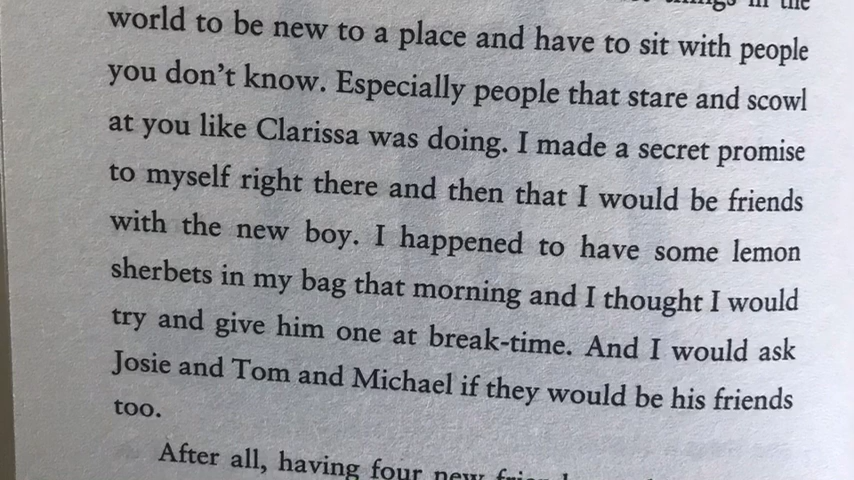 in the
world to be new to a place and have to sit with people
you don't know. Especially people that stare and scowl
at you like Clarissa was doing. I made a secret promise
to myself right there and then that I would be friends
with the new boy. I happened to have some lemon
sherbets in my bag that morning and I thought I would
try and give him one at break-time. And I would ask
Josie and Tom and Michael if they would be his friends
too.
After all, having four new